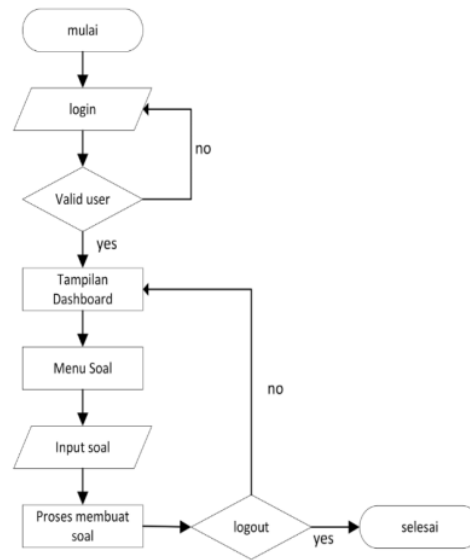 mulai
login
no
Valid user
yes
Tampilan
Dashboard
Menu Soal
no
Input soal
Proses membuat
soal
logout
yes
selesai